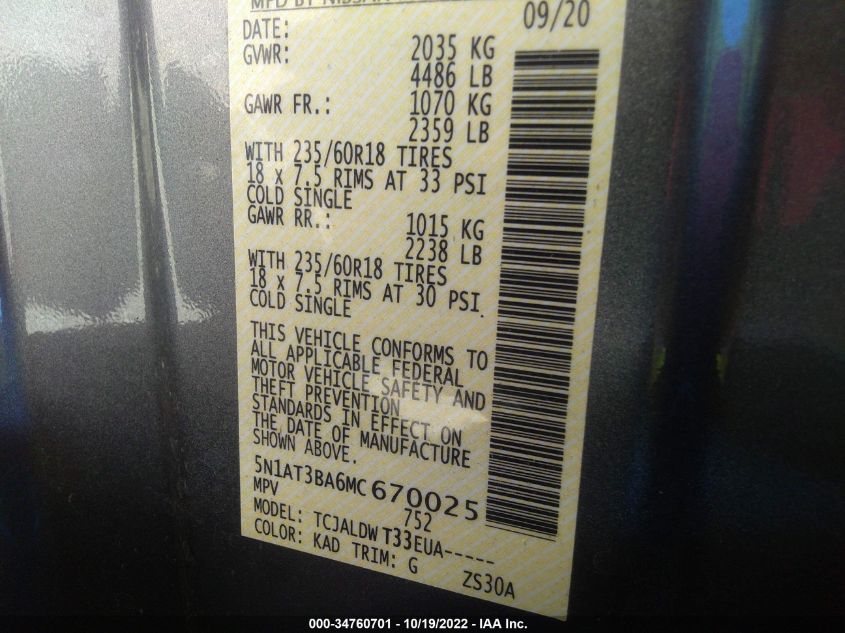 MFD BY NISSAN
DATE: 09/20
GVWR: 2035 KG
4486 LB
GAWR FR.: 1070 KG
2359 LB
WITH 235/60R18 TIRES
18 x 7.5 RIMS AT 33 PSI
COLD SINGLE
GAWR RR.: 1015 KG
2238 LB
WITH 235/60R18 TIRES
18 x 7.5 RIMS AT 30 PSI.
COLD SINGLE
THIS VEHICLE CONFORMS TO
ALL APPLICABLE FEDERAL
MOTOR VEHICLE SAFETY AND
THEFT PREVENTION
STANDARDS IN EFFECT ON
THE DATE OF MANUFACTURE
SHOWN ABOVE.
5N1AT3BA6MC670025
MPV 752
MODEL: TCJALDWT33EUA-----
COLOR: KAD TRIM: G ZS30A
000-34760701 - 10/19/2022 - IAA Inc.